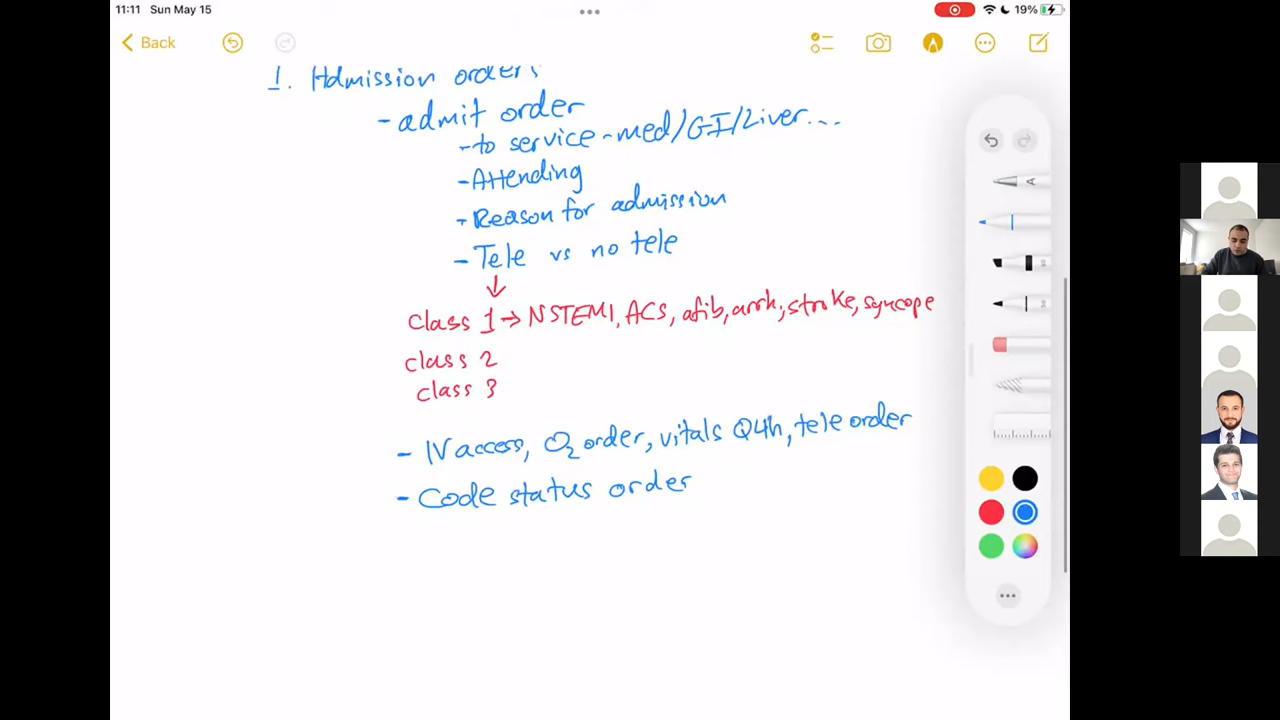 11:11 Sun May 15
19%
Back
1. Admission orders
- admit order
- to service - med/GI/Liver...
- Attending
- Reason for admission
- Tele vs no tele
↓
class 1 → NSTEMI, ACS, afib, arrh, stroke, syncope
class 2
class 3
- IV access, O2 order, vitals Q4h, tele order
- Code status order